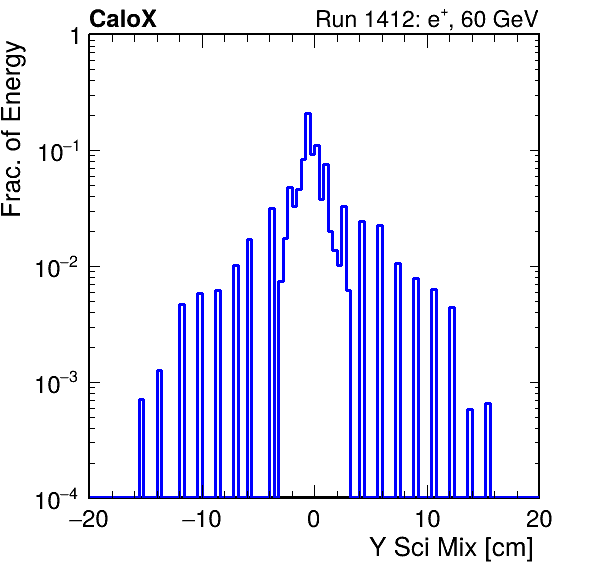 CaloX Run 1412: e⁺, 60 GeV
Frac. of Energy
1
10⁻¹
10⁻²
10⁻³
10⁻⁴
−20 −10 0 10 20
Y Sci Mix [cm]